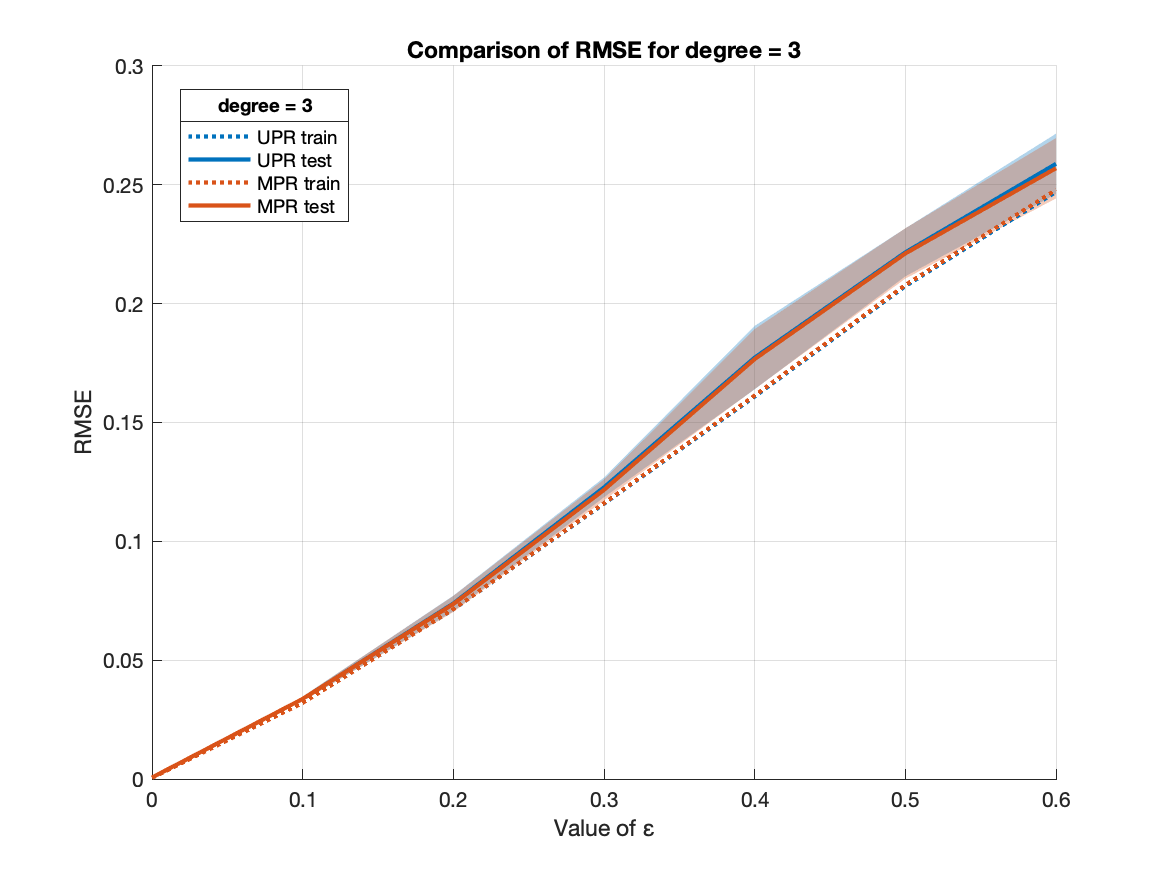 Comparison of RMSE for degree = 3
0.3
0.25
0.2
0.15
0.1
0.05
0
RMSE
degree = 3
UPR train
UPR test
MPR train
MPR test
0 0.1 0.2 0.3 0.4 0.5 0.6
Value of ε